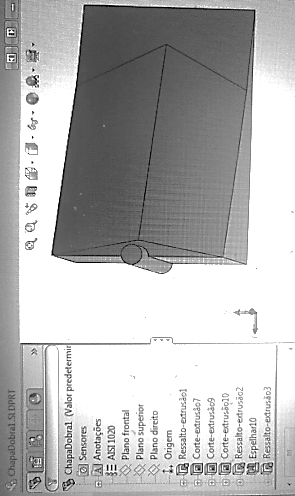 ChapaDobra1.SLDPRT
ChapaDobra1 (Valor predetermin
Sensores
Anotações
AISI 1020
Plano frontal
Plano superior
Plano direito
Origem
Ressalto-extrusão1
Corte-extrusão7
Corte-extrusão9
Corte-extrusão10
Ressalto-extrusão2
Espelhar10
Ressalto-extrusão3